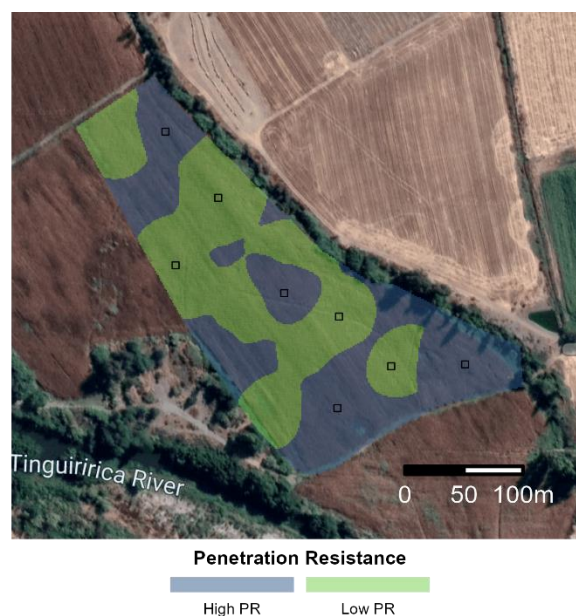 Tinguiririca River
0 50 100m
Penetration Resistance
High PR
Low PR